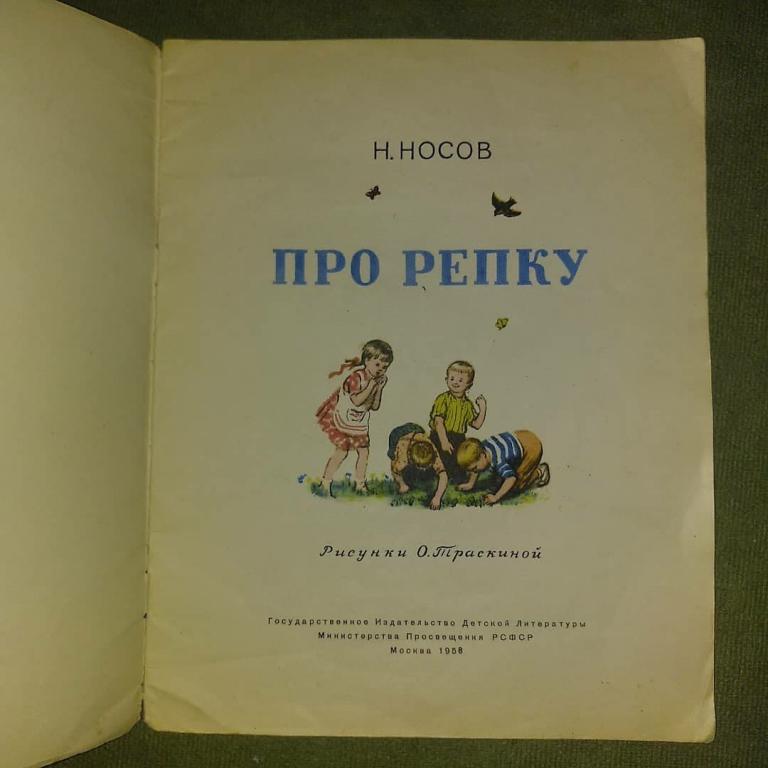 Н. НОСОВ
ПРО РЕПКУ
Рисунки О. Траскиной
Государственное Издательство Детской Литературы
Министерства Просвещения РСФСР
Москва 1958